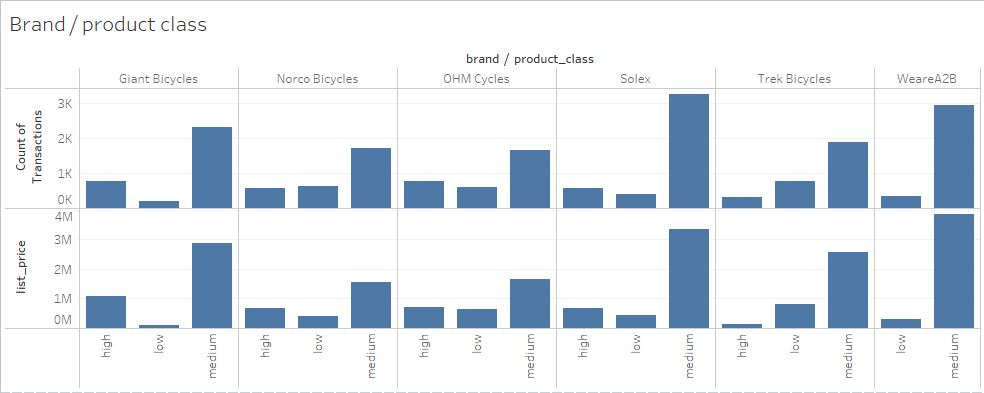 Brand / product class
brand / product_class
Giant Bicycles Norco Bicycles OHM Cycles Solex Trek Bicycles WeareA2B
Count of
Transactions
3K
2K
1K
0K
list_price
4M
3M
2M
1M
0M
high low medium high low medium high low medium high low medium high low medium low medium